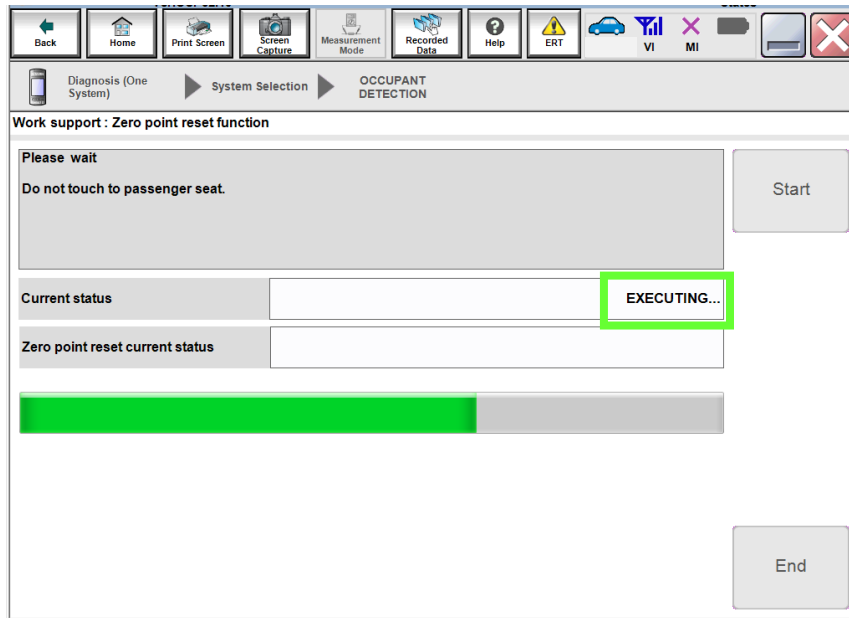 Back
Home
Print Screen
Screen
Capture
Measurement
Mode
Recorded
Data
Help
ERT
VI
MI
Diagnosis (One
System)
System Selection
OCCUPANT
DETECTION
Work support : Zero point reset function
Please wait
Do not touch to passenger seat.
Start
Current status
EXECUTING...
Zero point reset current status
End